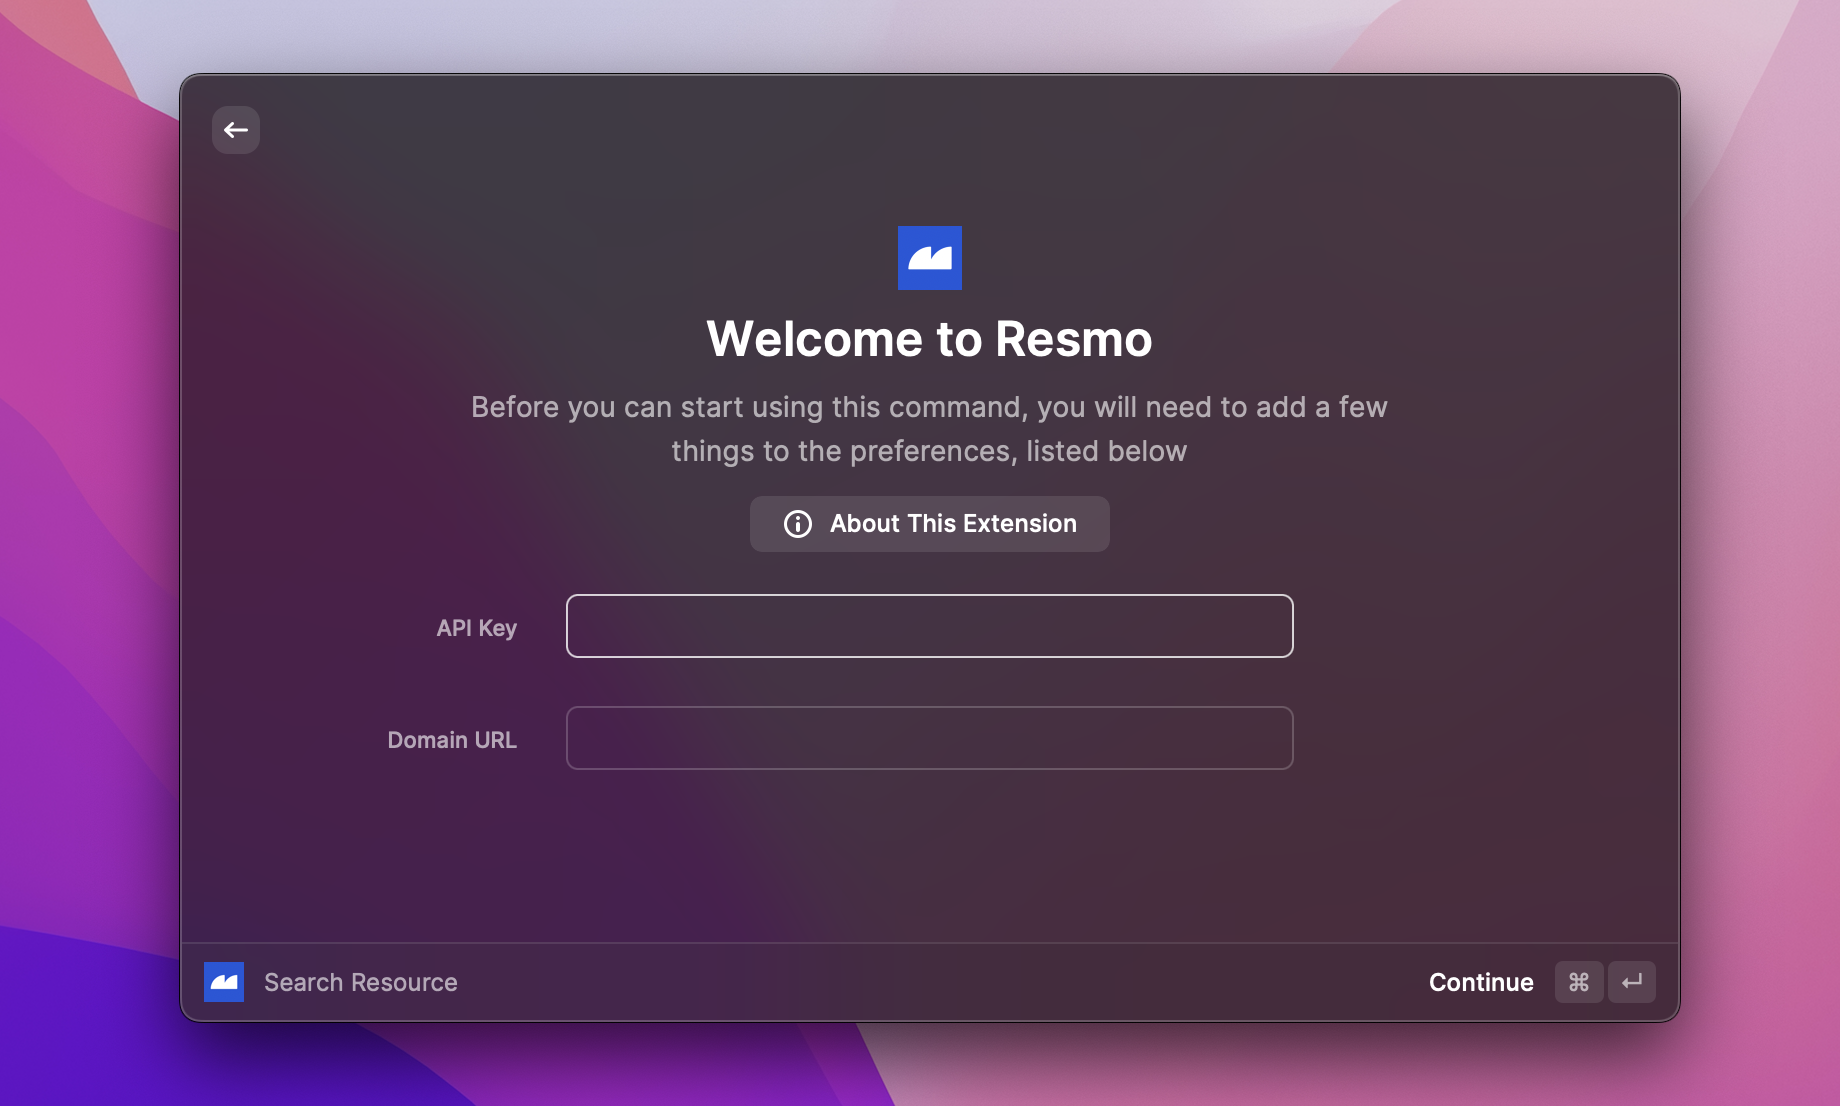 Welcome to Resmo
Before you can start using this command, you will need to add a few
things to the preferences, listed below
About This Extension
API Key
Domain URL
Search Resource
Continue ⌘ ↵